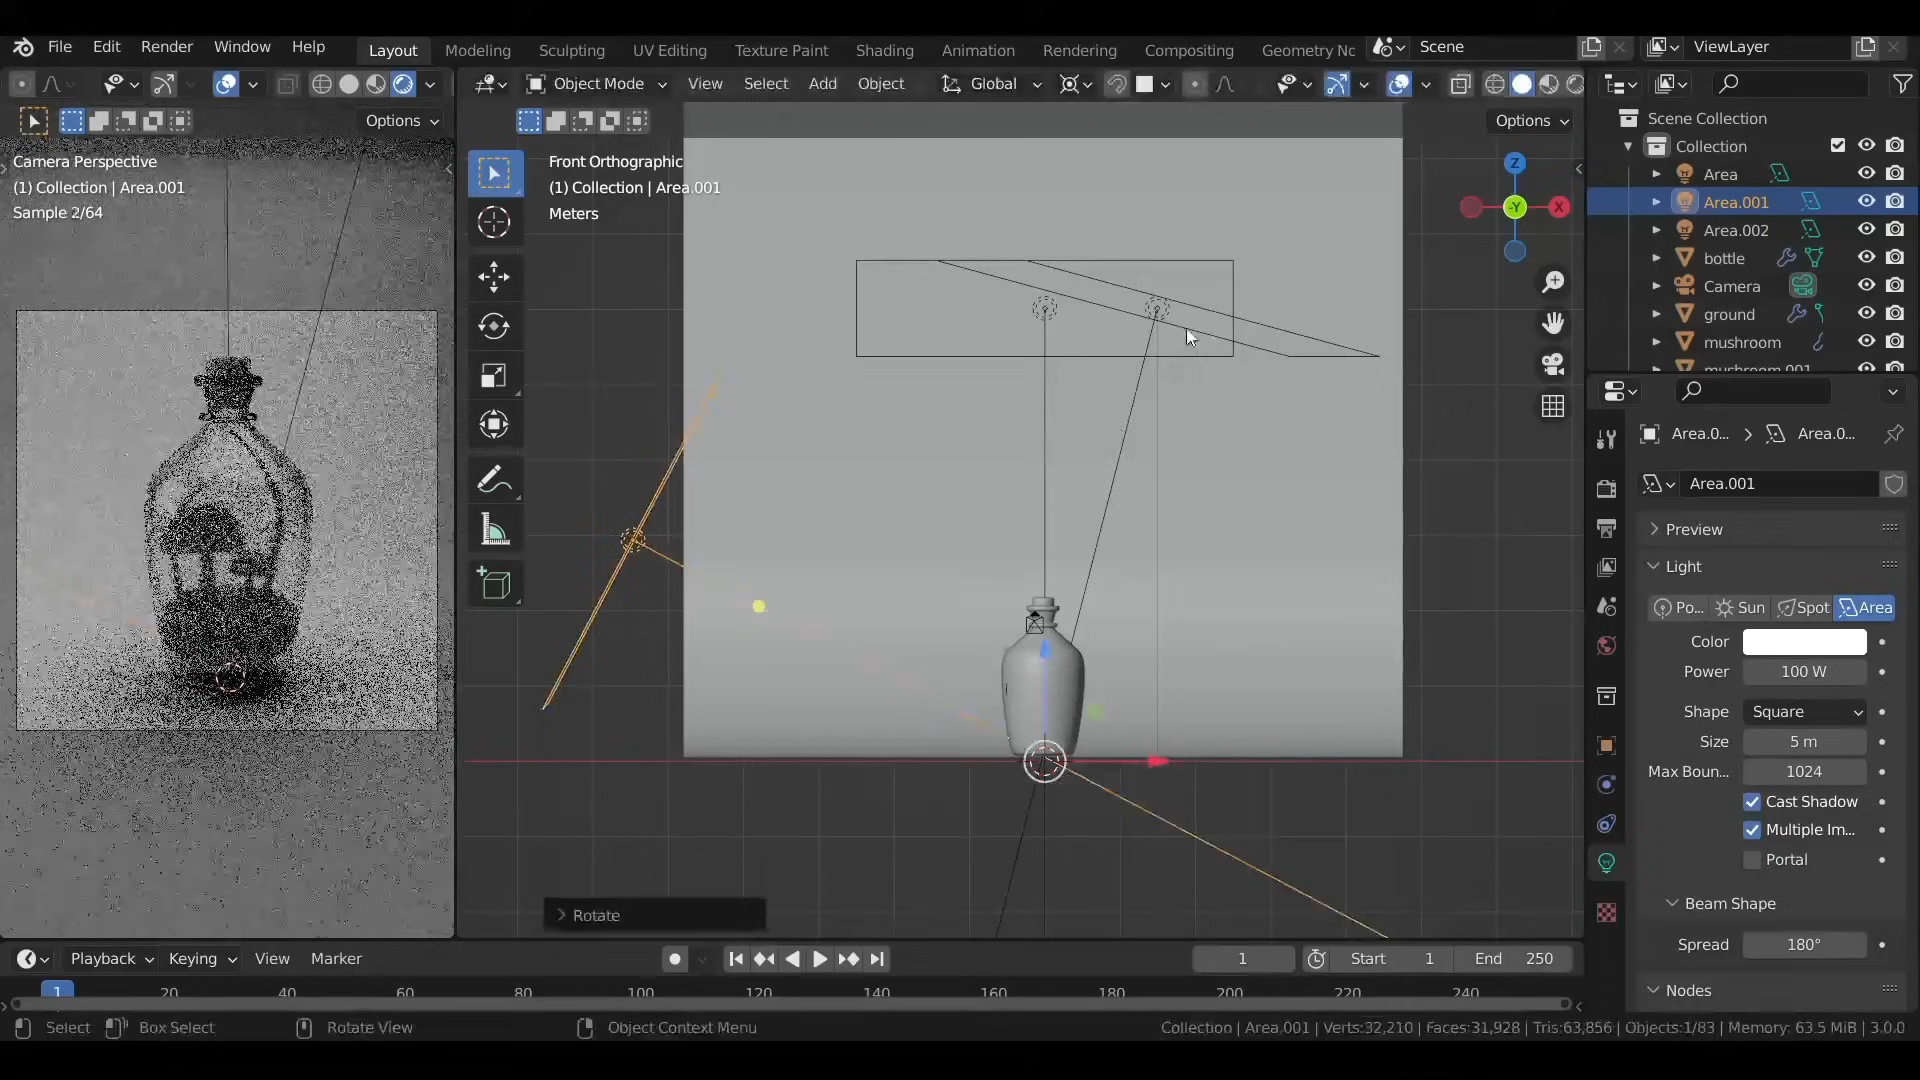 File Edit Render Window Help Layout Modeling Sculpting UV Editing Texture Paint Shading Animation Rendering Compositing Geometry Nc Scene ViewLayer
Object Mode View Select Add Object Global
Options
Options
Camera Perspective
(1) Collection | Area.001
Sample 2/64
Front Orthographic
(1) Collection | Area.001
Meters
Z
-Y
X
Rotate
Scene Collection
Collection
Area
Area.001
Area.002
bottle
Camera
ground
mushroom
mushroom.001
Area.0... Area.0...
Area.001
Preview
Light
Po... Sun Spot Area
Color
Power 100 W
Shape Square
Size 5 m
Max Boun... 1024
Cast Shadow
Multiple Im...
Portal
Beam Shape
Spread 180°
Nodes
Playback Keying View Marker 1 Start 1 End 250
1 20 40 60 80 100 120 140 160 180 200 220 240
Select Box Select Rotate View Object Context Menu Collection | Area.001 | Verts:32,210 | Faces:31,928 | Tris:63,856 | Objects:1/83 | Memory: 63.5 MiB | 3.0.0